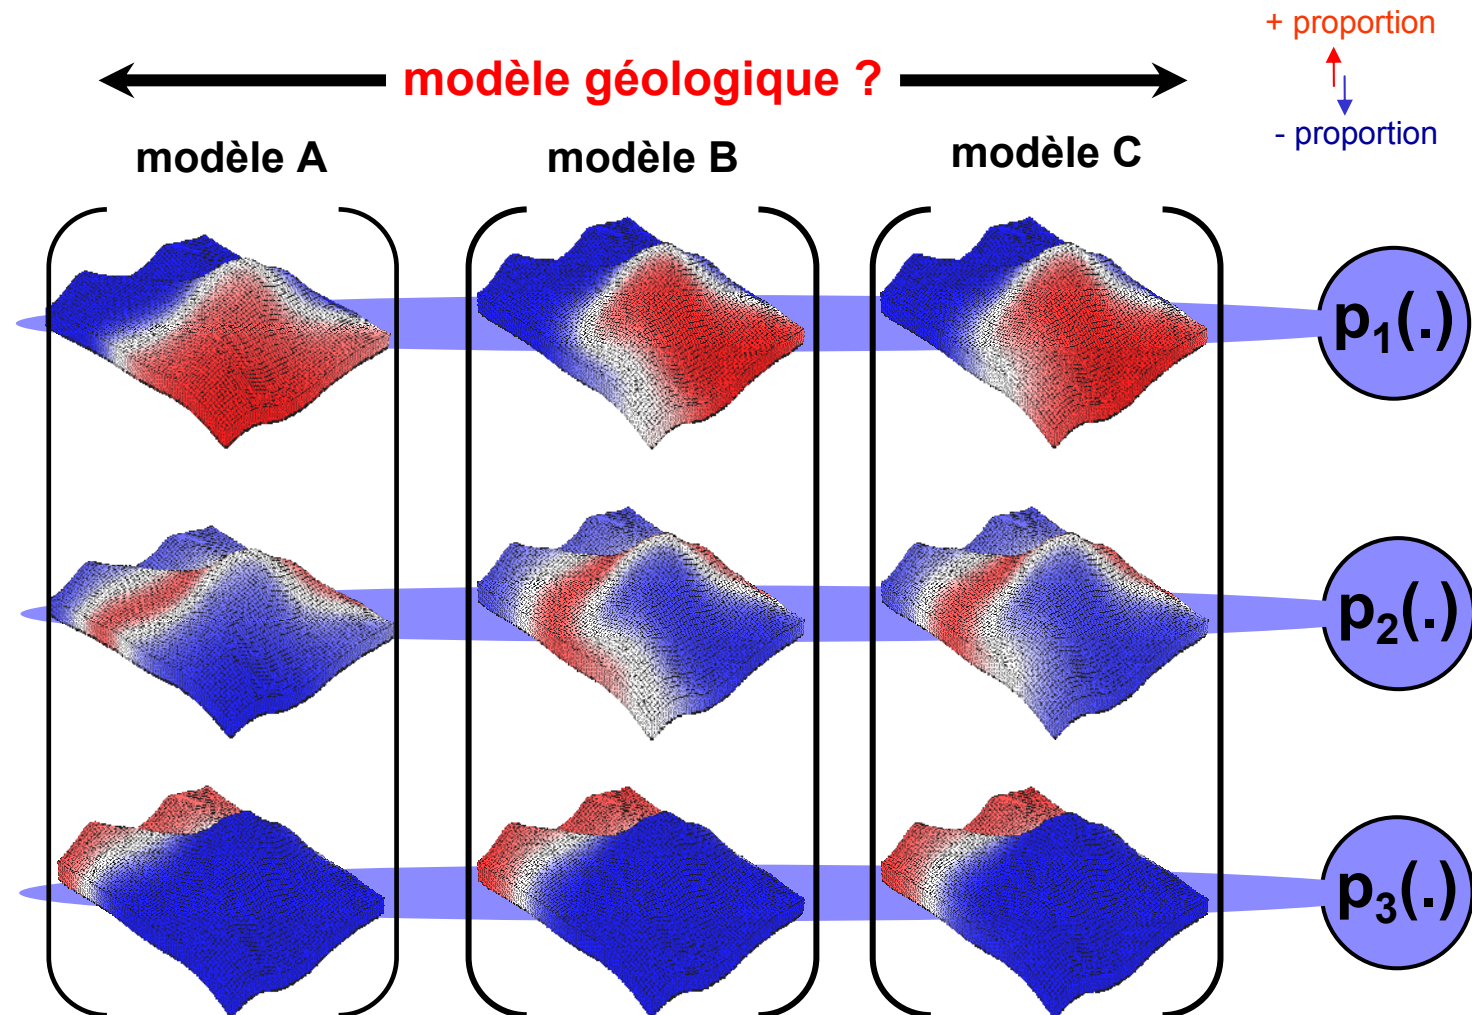 + proportion
modèle géologique ?
- proportion
modèle A
modèle B
modèle C
p1(.)
p2(.)
p3(.)